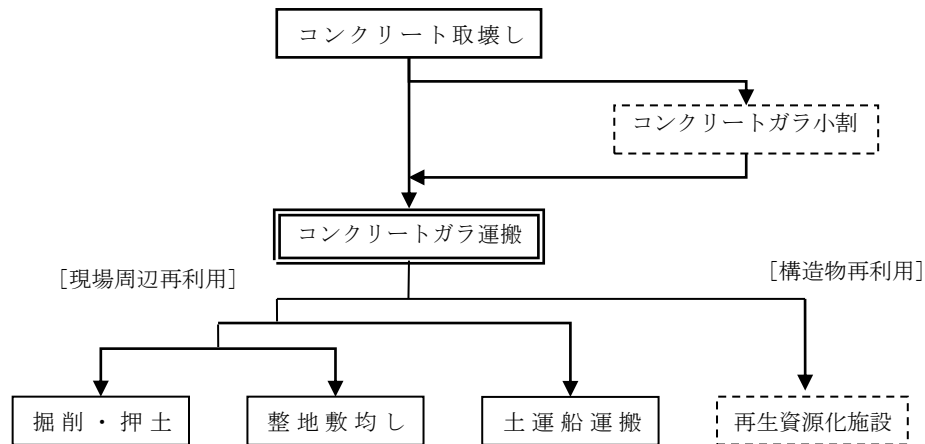 コンクリート取壊し
コンクリートガラ小割
コンクリートガラ運搬
［現場周辺再利用］
［構造物再利用］
掘削・押土
整地敷均し
土運船運搬
再生資源化施設